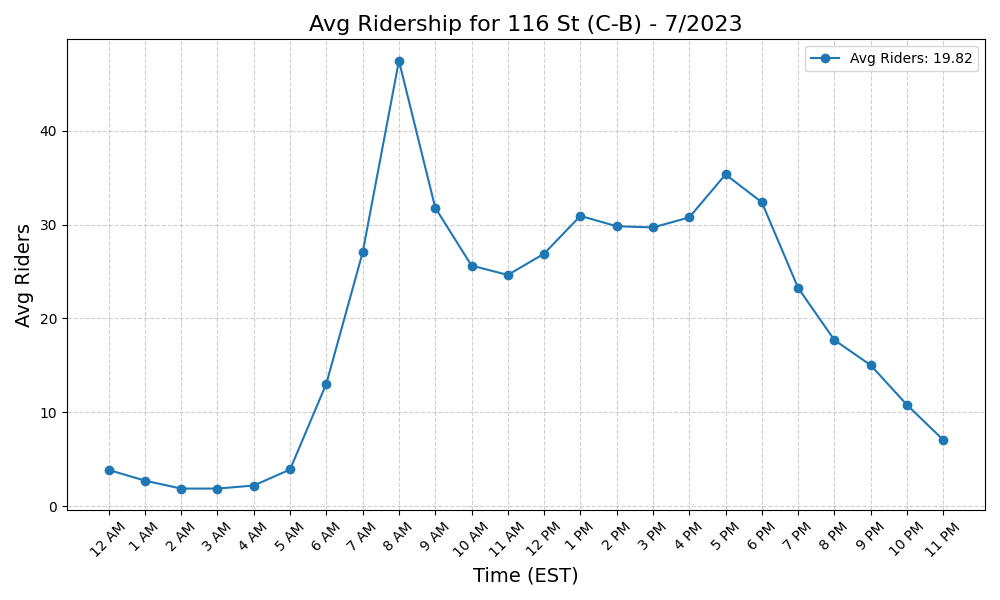 Avg Ridership for 116 St (C-B) - 7/2023
Avg Riders: 19.82
Avg Riders
40
30
20
10
0
12 AM
1 AM
2 AM
3 AM
4 AM
5 AM
6 AM
7 AM
8 AM
9 AM
10 AM
11 AM
12 PM
1 PM
2 PM
3 PM
4 PM
5 PM
6 PM
7 PM
8 PM
9 PM
10 PM
11 PM
Time (EST)